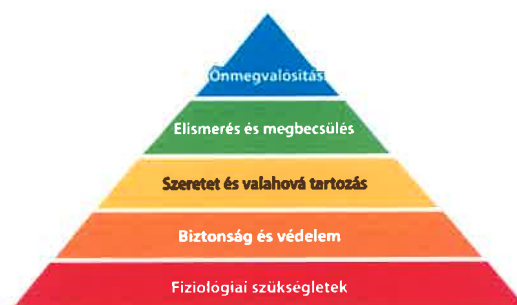 Önmegvalósítás
Elismerés és megbecsülés
Szeretet és valahová tartozás
Biztonság és védelem
Fiziológiai szükségletek